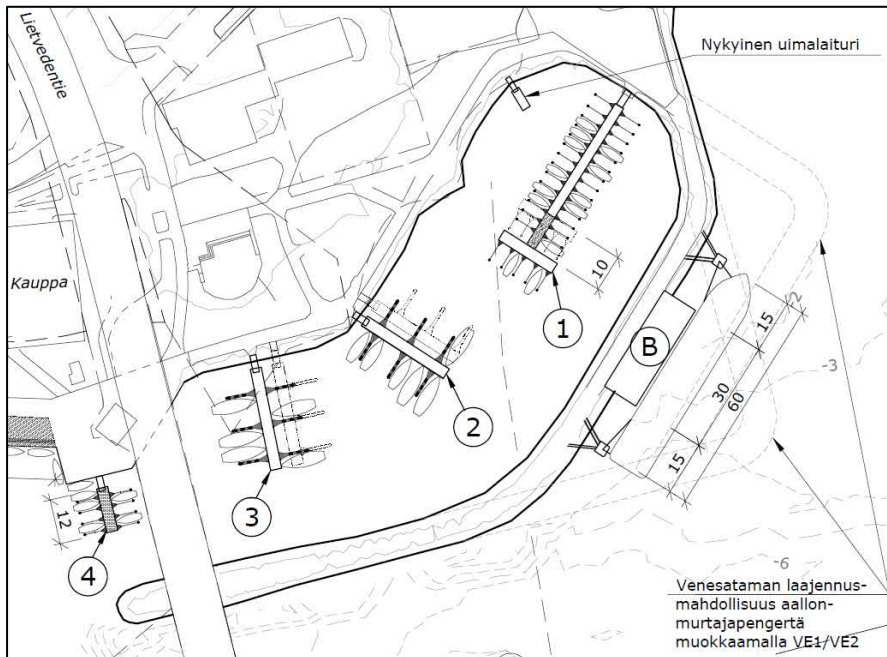 Lietvedentie
Nykyinen uimalaituri
Kauppa
1
10
B
15
2
-3
30
60
15
2
3
12
4
-6
Venesataman laajennus-
mahdollisuus aallon-
murtajapengertä
muokkaamalla VE1/VE2